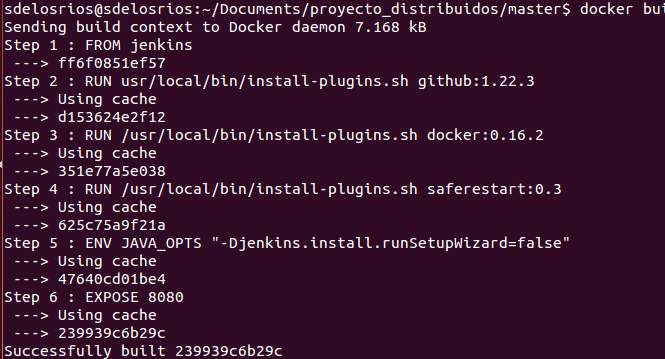 sdelosrios@sdelosrios:~/Documents/proyecto_distribuidos/master$ docker bui
Sending build context to Docker daemon 7.168 kB
Step 1 : FROM jenkins
 ---> ff6f0851ef57
Step 2 : RUN usr/local/bin/install-plugins.sh github:1.22.3
 ---> Using cache
 ---> d153624e2f12
Step 3 : RUN /usr/local/bin/install-plugins.sh docker:0.16.2
 ---> Using cache
 ---> 351e77a5e038
Step 4 : RUN /usr/local/bin/install-plugins.sh saferestart:0.3
 ---> Using cache
 ---> 625c75a9f21a
Step 5 : ENV JAVA_OPTS "-Djenkins.install.runSetupWizard=false"
 ---> Using cache
 ---> 47640cd01be4
Step 6 : EXPOSE 8080
 ---> Using cache
 ---> 239939c6b29c
Successfully built 239939c6b29c